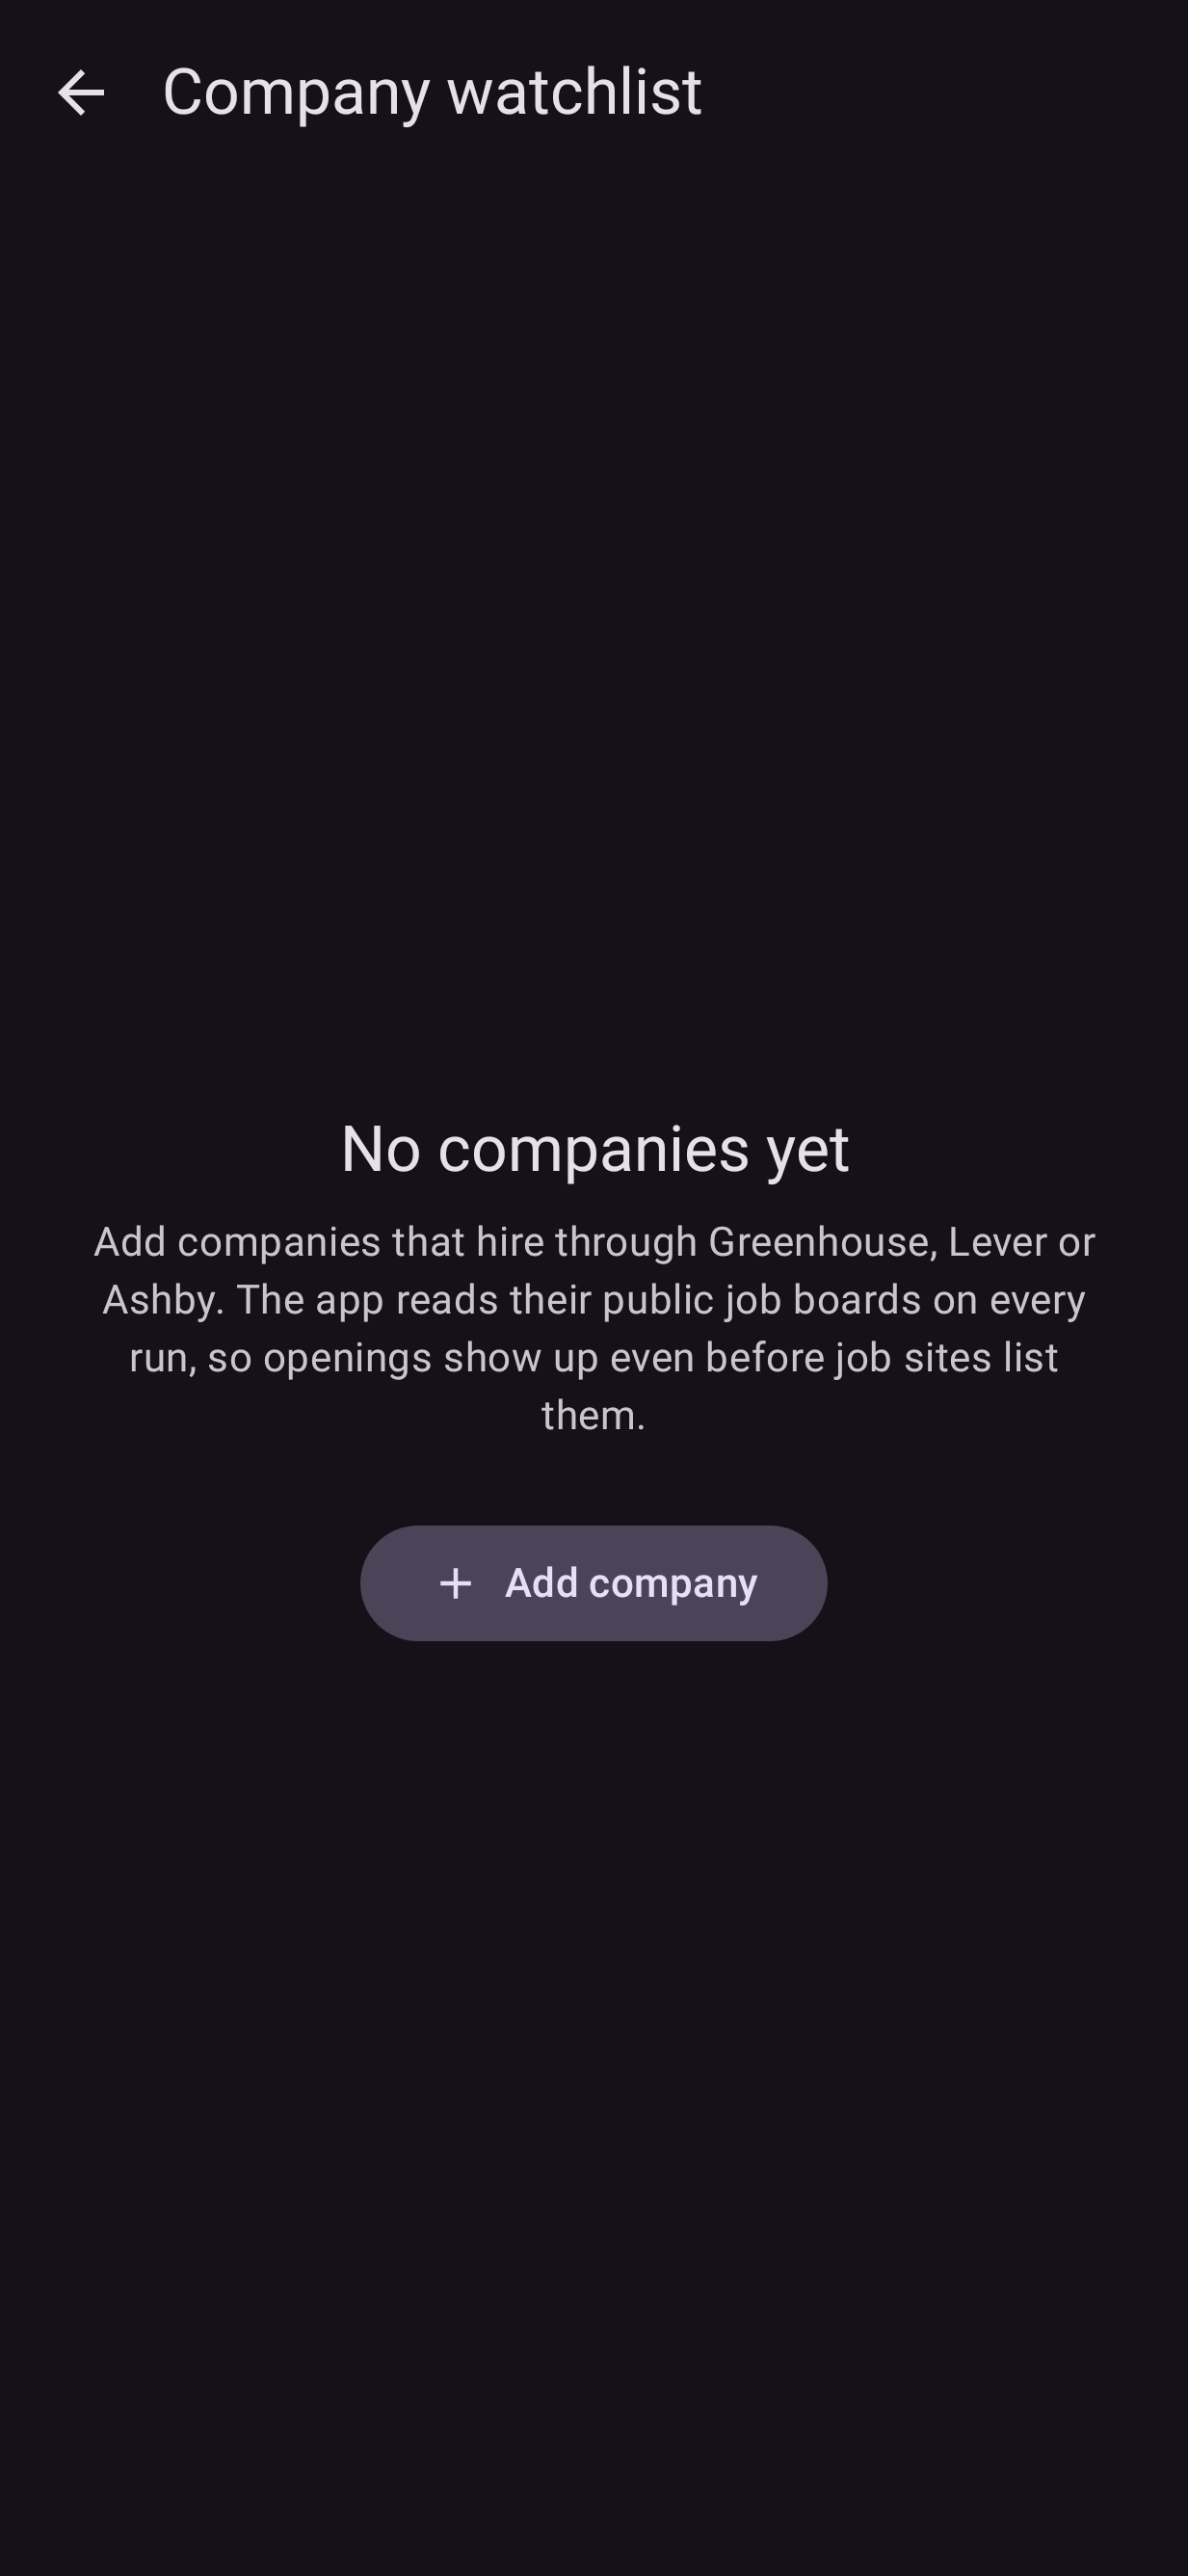 Company watchlist
No companies yet
Add companies that hire through Greenhouse, Lever or
Ashby. The app reads their public job boards on every
run, so openings show up even before job sites list
them.
Add company